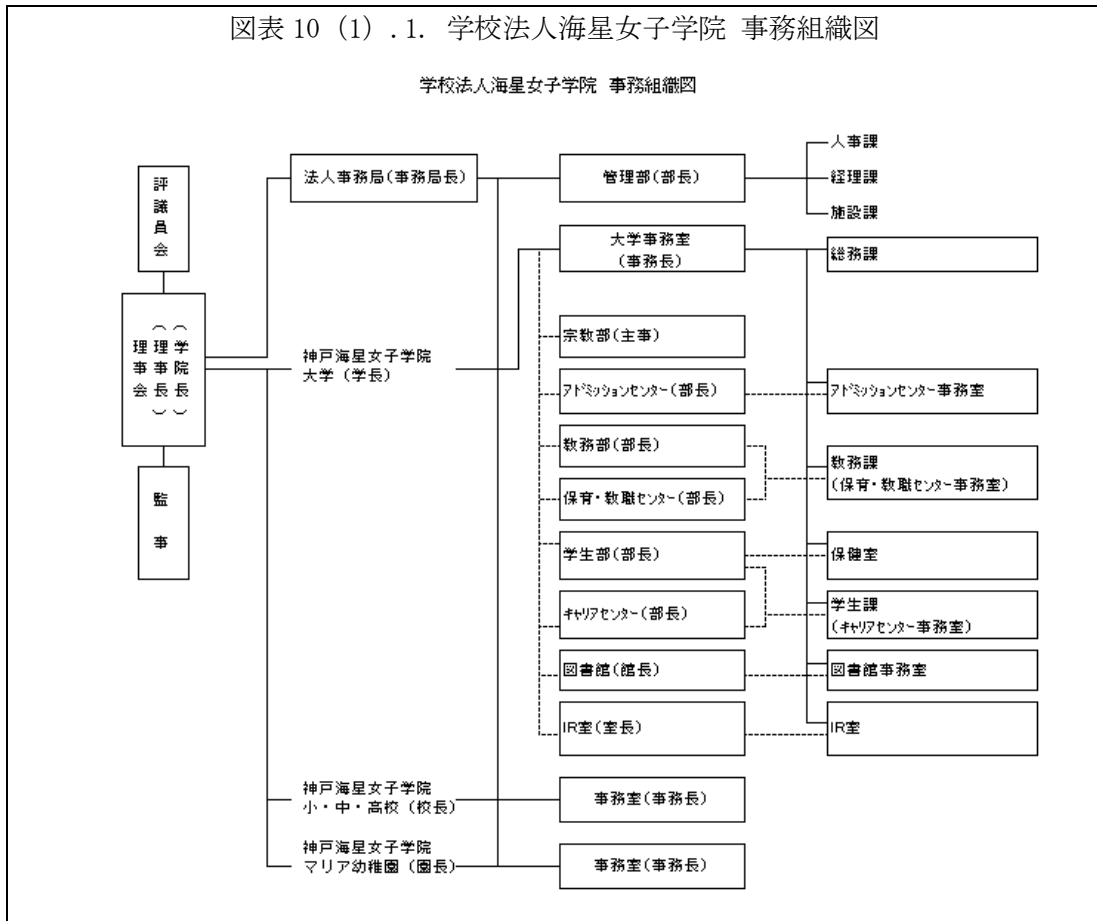 図表 10 (1) .1. 学校法人海星女子学院 事務組織図
学校法人海星女子学院 事務組織図
評議員会
理事会
(理事長)
(学院長)
監事
法人事務局(事務局長)
神戸海星女子学院
大学(学長)
神戸海星女子学院
小・中・高校(校長)
神戸海星女子学院
マリア幼稚園(園長)
管理部(部長)
大学事務室
(事務長)
宗教部(主事)
アドミッションセンター(部長)
教務部(部長)
保育・教職センター(部長)
学生部(部長)
キャリアセンター(部長)
図書館(館長)
IR室(室長)
事務室(事務長)
事務室(事務長)
人事課
経理課
施設課
総務課
アドミッションセンター事務室
教務課
(保育・教職センター事務室)
保健室
学生課
(キャリアセンター事務室)
図書館事務室
IR室